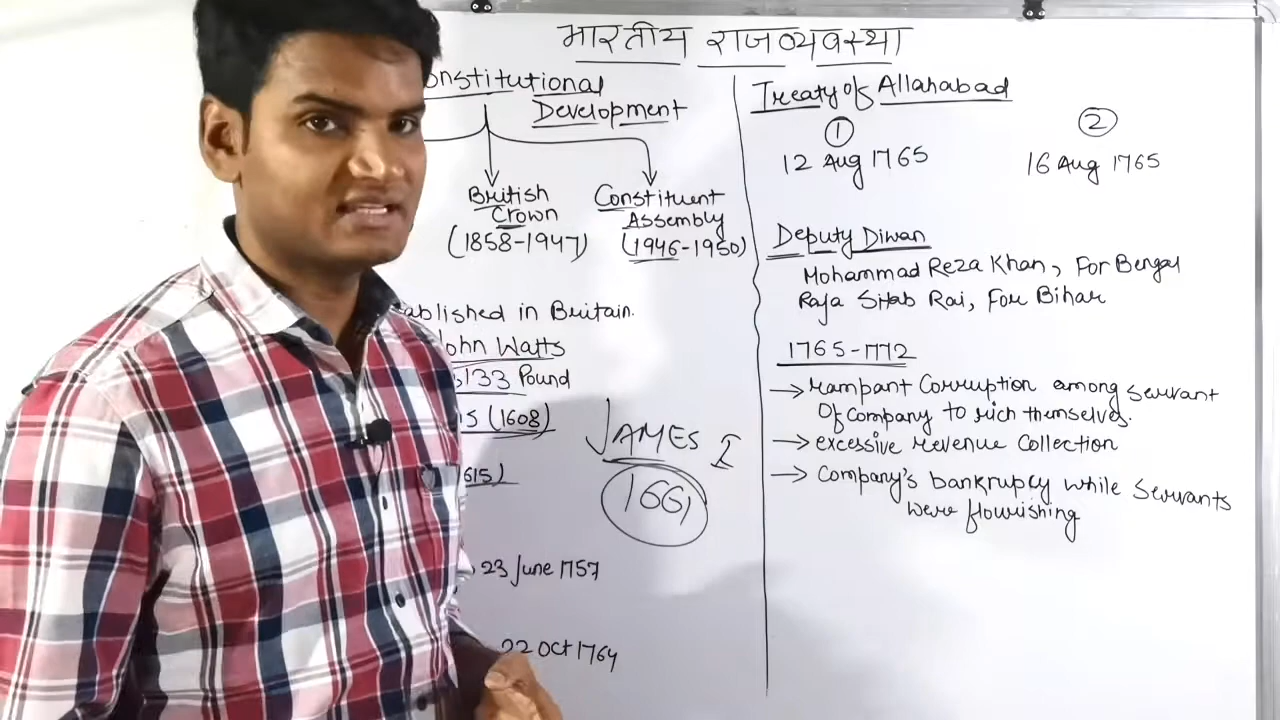 भारतीय राजव्यवस्था
onstitutional
Development
British
Crown
(1858-1947)
Constituent
Assembly
(1946-1950)
ablished in Britain.
ohn Watts
133 Pound
(1608)
615)
JAMES I
1661
23 June 1757
22 Oct 1764
Treaty of Allahabad
1
12 Aug 1765
2
16 Aug 1765
Deputy Diwan
Mohammad Reza Khan, For Bengal
Raja Sitab Rai, For Bihar
1765-1772
→ rampant Corruption among Servant
Of Company to rich themselves.
→ excessive revenue Collection
→ Company's bankrupcy while Servants
were flourishing